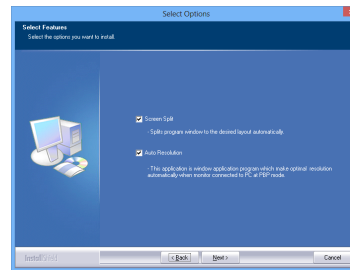 Select Options
Select Features
Select the options you want to install.
Screen Split
- Splits program window to the desired layout automatically.
Auto Resolution
- This application is window application program which make optimal resolution
automatically when monitor connected to PC at PBP mode.
InstallShield
< Back
Next >
Cancel